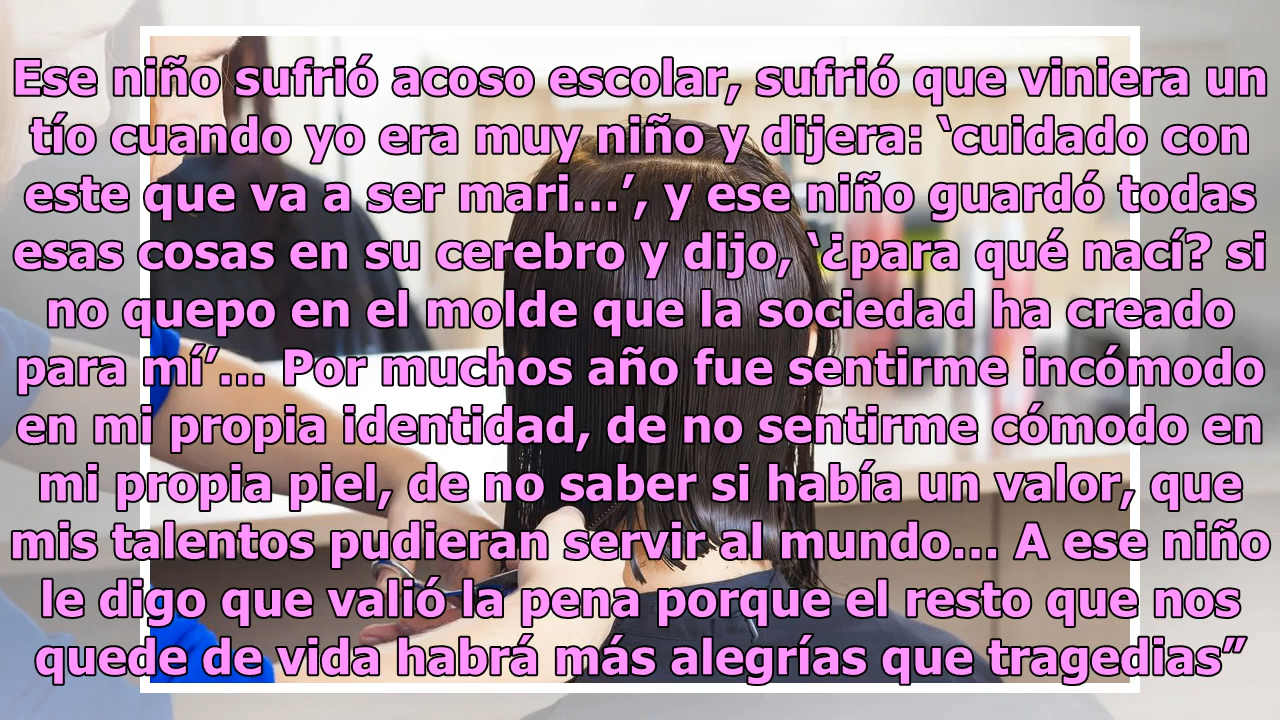 Ese niño sufrió acoso escolar, sufrió que viniera un
tío cuando yo era muy niño y dijera: ‘cuidado con
este que va a ser mari...’, y ese niño guardó todas
esas cosas en su cerebro y dijo, ‘¿para qué nací? si
no quepo en el molde que la sociedad ha creado
para mí’... Por muchos año fue sentirme incómodo
en mi propia identidad, de no sentirme cómodo en
mi propia piel, de no saber si había un valor, que
mis talentos pudieran servir al mundo... A ese niño
le digo que valió la pena porque el resto que nos
quede de vida habrá más alegrías que tragedias”